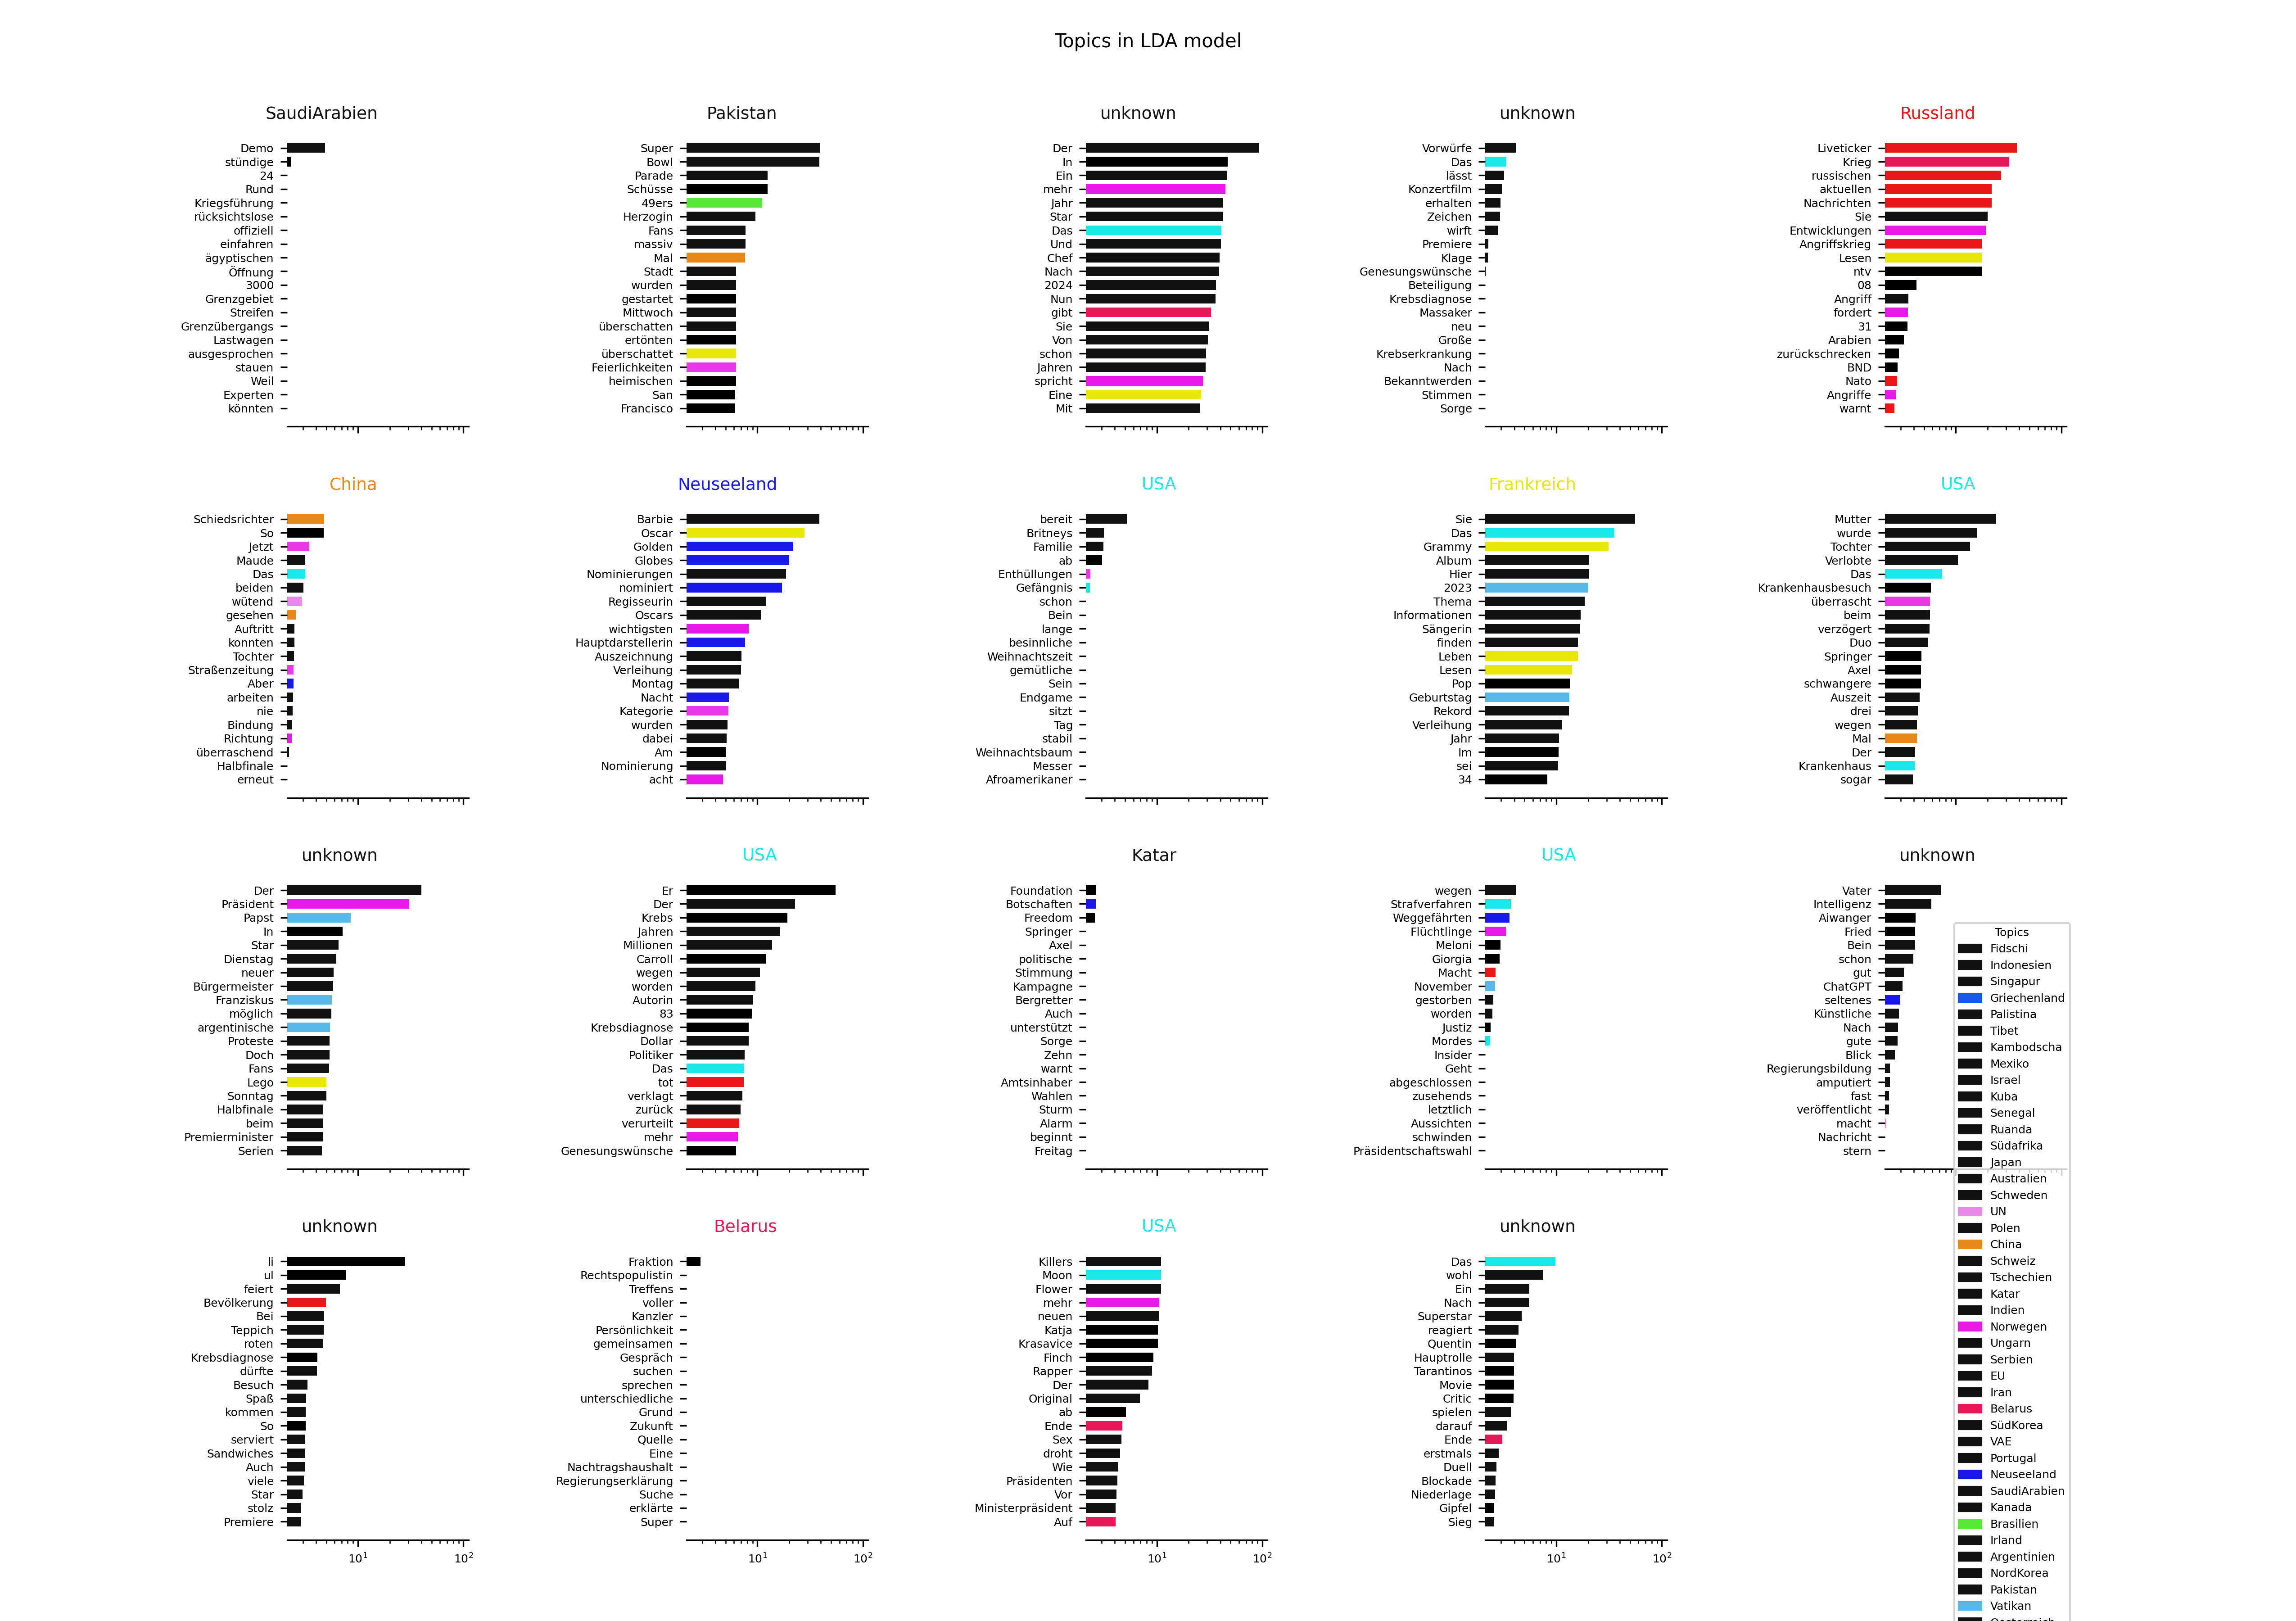 Topics in LDA model
SaudiArabien
Demo
stündige
24
Rund
Kriegsführung
rücksichtslose
offiziell
einfahren
ägyptischen
Öffnung
3000
Grenzgebiet
Streifen
Grenzübergangs
Lastwagen
ausgesprochen
stauen
Weil
Experten
könnten
Pakistan
Super
Bowl
Parade
Schüsse
49ers
Herzogin
Fans
massiv
Mal
Stadt
wurden
gestartet
Mittwoch
überschatten
ertönten
überschattet
Feierlichkeiten
heimischen
San
Francisco
unknown
Der
In
Ein
mehr
Jahr
Star
Das
Und
Chef
Nach
2024
Nun
gibt
Sie
Von
schon
Jahren
spricht
Eine
Mit
unknown
Vorwürfe
Das
lässt
Konzertfilm
erhalten
Zeichen
wirft
Premiere
Klage
Genesungswünsche
Beteiligung
Krebsdiagnose
Massaker
neu
Große
Krebserkrankung
Nach
Bekanntwerden
Stimmen
Sorge
Russland
Liveticker
Krieg
russischen
aktuellen
Nachrichten
Sie
Entwicklungen
Angriffskrieg
Lesen
ntv
08
Angriff
fordert
31
Arabien
zurückschrecken
BND
Nato
Angriffe
warnt
China
Schiedsrichter
So
Jetzt
Maude
Das
beiden
wütend
gesehen
Auftritt
konnten
Tochter
Straßenzeitung
Aber
arbeiten
nie
Bindung
Richtung
überraschend
Halbfinale
erneut
Neuseeland
Barbie
Oscar
Golden
Globes
Nominierungen
nominiert
Regisseurin
Oscars
wichtigsten
Hauptdarstellerin
Auszeichnung
Verleihung
Montag
Nacht
Kategorie
wurden
dabei
Am
Nominierung
acht
USA
bereit
Britneys
Familie
ab
Enthüllungen
Gefängnis
schon
Bein
lange
besinnliche
Weihnachtszeit
gemütliche
Sein
Endgame
sitzt
Tag
stabil
Weihnachtsbaum
Messer
Afroamerikaner
Frankreich
Sie
Das
Grammy
Album
Hier
2023
Thema
Informationen
Sängerin
finden
Leben
Lesen
Pop
Geburtstag
Rekord
Verleihung
Jahr
Im
sei
34
USA
Mutter
wurde
Tochter
Verlobte
Das
Krankenhausbesuch
überrascht
beim
verzögert
Duo
Springer
Axel
schwangere
Auszeit
drei
wegen
Mal
Der
Krankenhaus
sogar
unknown
Der
Präsident
Papst
In
Star
Dienstag
neuer
Bürgermeister
Franziskus
möglich
argentinische
Proteste
Doch
Fans
Lego
Sonntag
Halbfinale
beim
Premierminister
Serien
USA
Er
Der
Krebs
Jahren
Millionen
Carroll
wegen
worden
Autorin
83
Krebsdiagnose
Dollar
Politiker
Das
tot
verklagt
zurück
verurteilt
mehr
Genesungswünsche
Katar
Foundation
Botschaften
Freedom
Springer
Axel
politische
Stimmung
Kampagne
Bergretter
Auch
unterstützt
Sorge
Zehn
warnt
Amtsinhaber
Wahlen
Sturm
Alarm
beginnt
Freitag
USA
wegen
Strafverfahren
Weggefährten
Flüchtlinge
Meloni
Giorgia
Macht
November
gestorben
worden
Justiz
Mordes
Insider
Geht
abgeschlossen
zusehends
letztlich
Aussichten
schwinden
Präsidentschaftswahl
unknown
Vater
Intelligenz
Aiwanger
Fried
Bein
schon
gut
ChatGPT
seltenes
Künstliche
Nach
gute
Blick
Regierungsbildung
amputiert
fast
veröffentlicht
macht
Nachricht
stern
unknown
li
ul
feiert
Bevölkerung
Bei
Teppich
roten
Krebsdiagnose
dürfte
Besuch
Spaß
kommen
So
serviert
Sandwiches
Auch
viele
Star
stolz
Premiere
10¹ 10²
Belarus
Fraktion
Rechtspopulistin
Treffens
voller
Kanzler
Persönlichkeit
gemeinsamen
Gespräch
suchen
sprechen
unterschiedliche
Grund
Zukunft
Quelle
Eine
Nachtragshaushalt
Regierungserklärung
Suche
erklärte
Super
10¹ 10²
USA
Killers
Moon
Flower
mehr
neuen
Katja
Krasavice
Finch
Rapper
Der
Original
ab
Ende
Sex
droht
Wie
Präsidenten
Vor
Ministerpräsident
Auf
10¹ 10²
unknown
Das
wohl
Ein
Nach
Superstar
reagiert
Quentin
Hauptrolle
Tarantinos
Movie
Critic
spielen
darauf
Ende
erstmals
Duell
Blockade
Niederlage
Gipfel
Sieg
10¹ 10²
Topics
Fidschi
Indonesien
Singapur
Griechenland
Palistina
Tibet
Kambodscha
Mexiko
Israel
Kuba
Senegal
Ruanda
Südafrika
Japan
Australien
Schweden
UN
Polen
China
Schweiz
Tschechien
Katar
Indien
Norwegen
Ungarn
Serbien
EU
Iran
Belarus
SüdKorea
VAE
Portugal
Neuseeland
SaudiArabien
Kanada
Brasilien
Irland
Argentinien
NordKorea
Pakistan
Vatikan